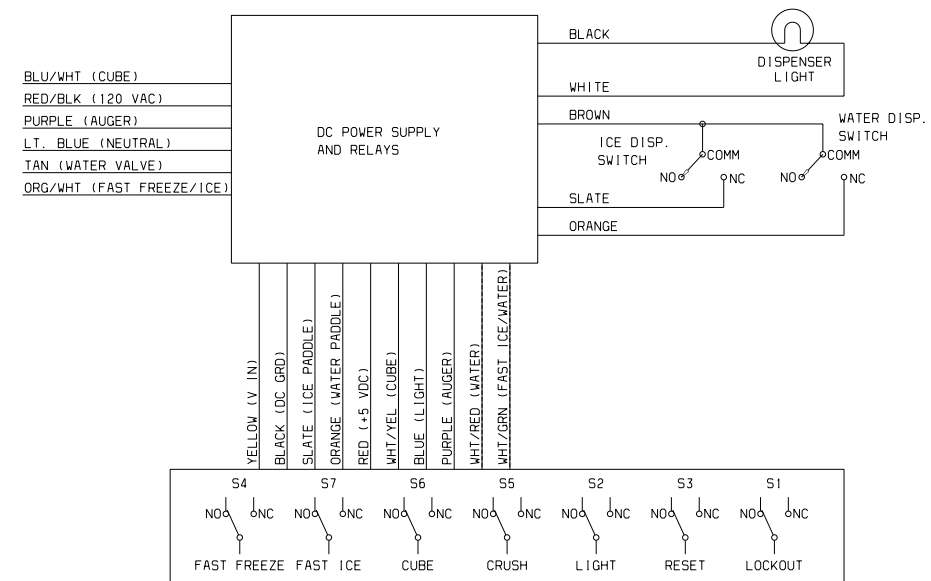 BLACK
DISPENSER
LIGHT
BLU/WHT (CUBE)
WHITE
RED/BLK (120 VAC)
BROWN
WATER DISP.
SWITCH
PURPLE (AUGER)
DC POWER SUPPLY
AND RELAYS
ICE DISP.
SWITCH
LT. BLUE (NEUTRAL)
COMM
COMM
TAN (WATER VALVE)
NO
NC
NO
NC
ORG/WHT (FAST FREEZE/ICE)
SLATE
ORANGE
YELLOW (V IN)
BLACK (DC GRD)
SLATE (ICE PADDLE)
ORANGE (WATER PADDLE)
RED (+5 VDC)
WHT/YEL (CUBE)
BLUE (LIGHT)
PURPLE (AUGER)
WHT/RED (WATER)
WHT/GRN (FAST ICE/WATER)
S4 S7 S6 S5 S2 S3 S1
NO NC NO NC NO NC NO NC NO NC NO NC NO NC
FAST FREEZE FAST ICE CUBE CRUSH LIGHT RESET LOCKOUT